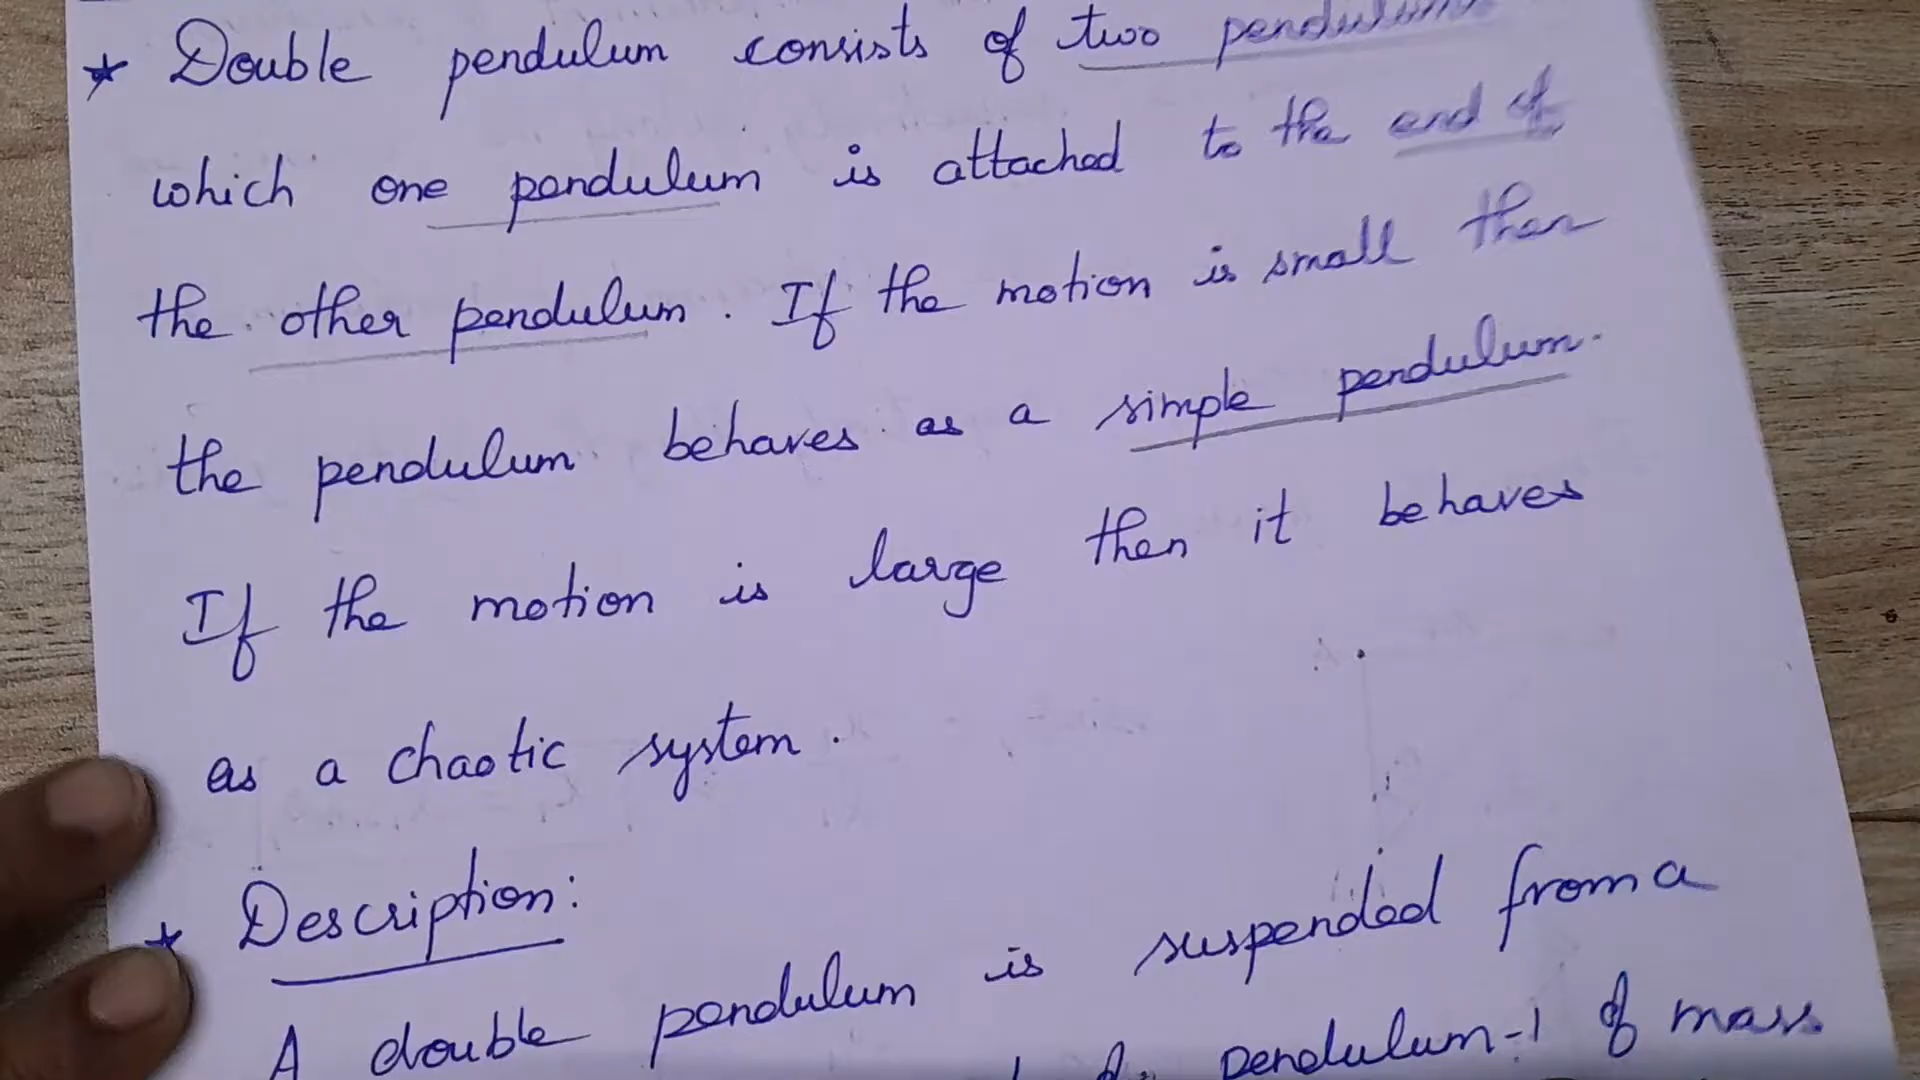 * Double pendulum consists of two pendulums
which one pendulum is attached to the end of
the other pendulum. If the motion is small then
the pendulum behaves as a simple pendulum.
If the motion is large then it behaves
as a chaotic system.
* Description:
A double pendulum is suspended from a
pendulum-1 of mass